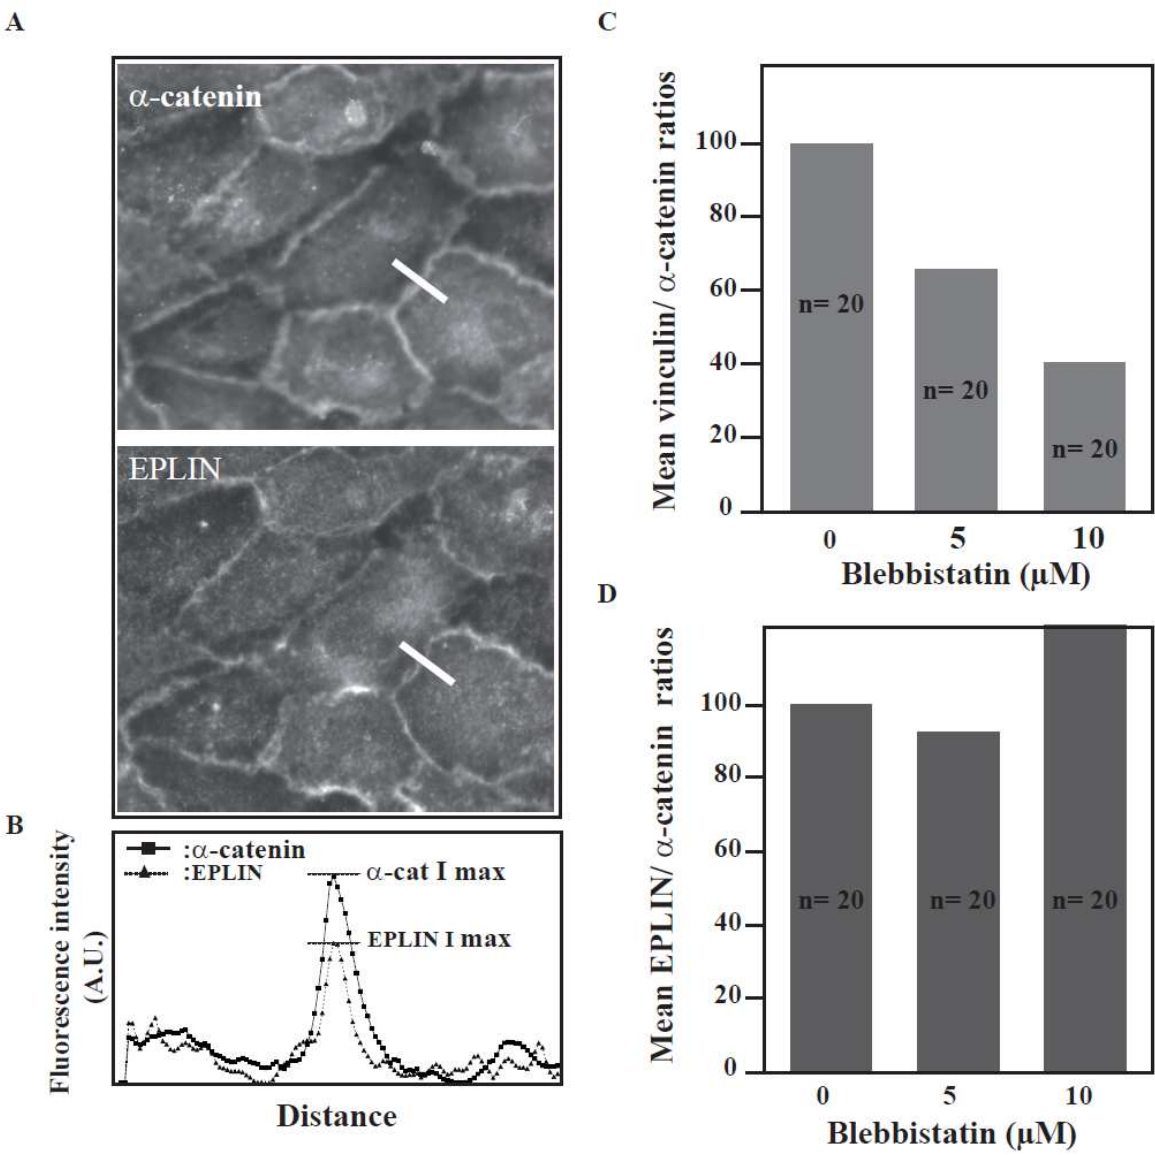 A
α-catenin
EPLIN
B
Fluorescence intensity
(A.U.)
:α-catenin
:EPLIN
α-cat I max
EPLIN I max
Distance
C
Mean vinculin/ α-catenin ratios
100
80
60
40
20
0
n= 20
n= 20
n= 20
0 5 10
Blebbistatin (μM)
D
Mean EPLIN/ α-catenin ratios
100
80
60
40
20
0
n= 20
n= 20
n= 20
0 5 10
Blebbistatin (μM)